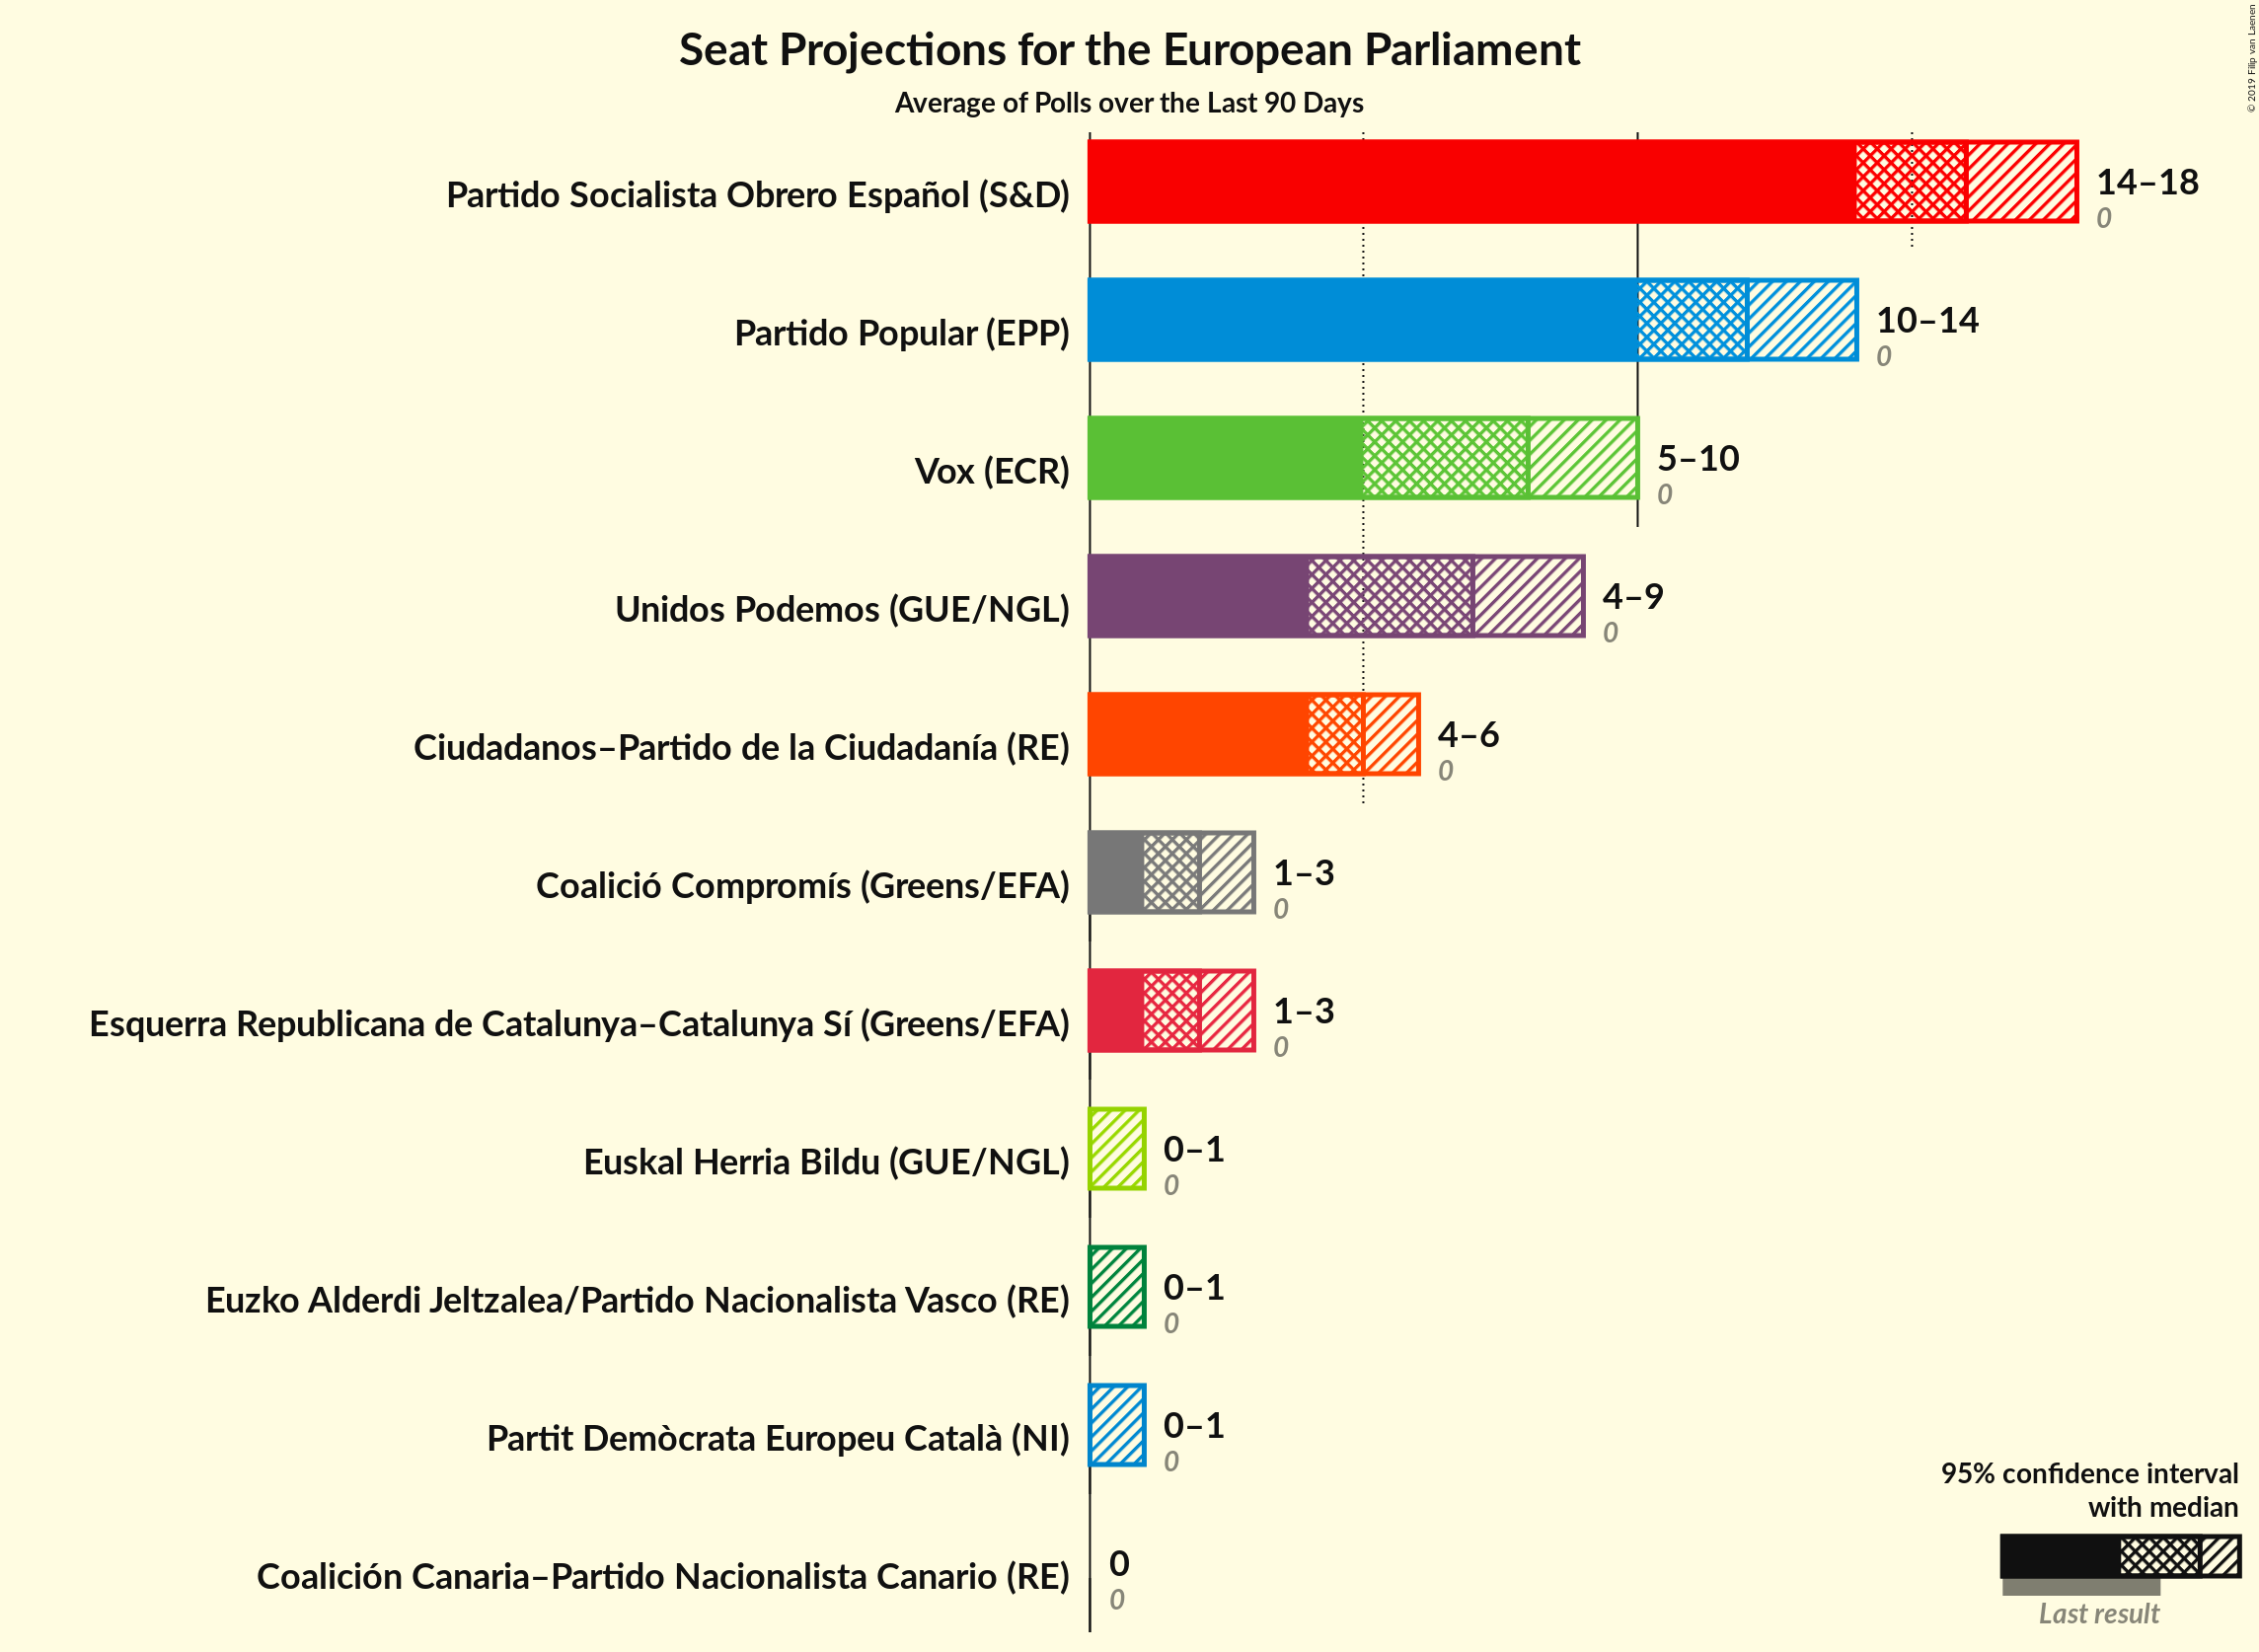 Seat Projections for the European Parliament
Average of Polls over the Last 90 Days
© 2019 Filip van Laenen
Partido Socialista Obrero Español (S&D)
14–18
0
Partido Popular (EPP)
10–14
0
Vox (ECR)
5–10
0
Unidos Podemos (GUE/NGL)
4–9
0
Ciudadanos–Partido de la Ciudadanía (RE)
4–6
0
Coalició Compromís (Greens/EFA)
1–3
0
Esquerra Republicana de Catalunya–Catalunya Sí (Greens/EFA)
1–3
0
Euskal Herria Bildu (GUE/NGL)
0–1
0
Euzko Alderdi Jeltzalea/Partido Nacionalista Vasco (RE)
0–1
0
Partit Demòcrata Europeu Català (NI)
0–1
0
Coalición Canaria–Partido Nacionalista Canario (RE)
0
0
95% confidence interval
with median
Last result